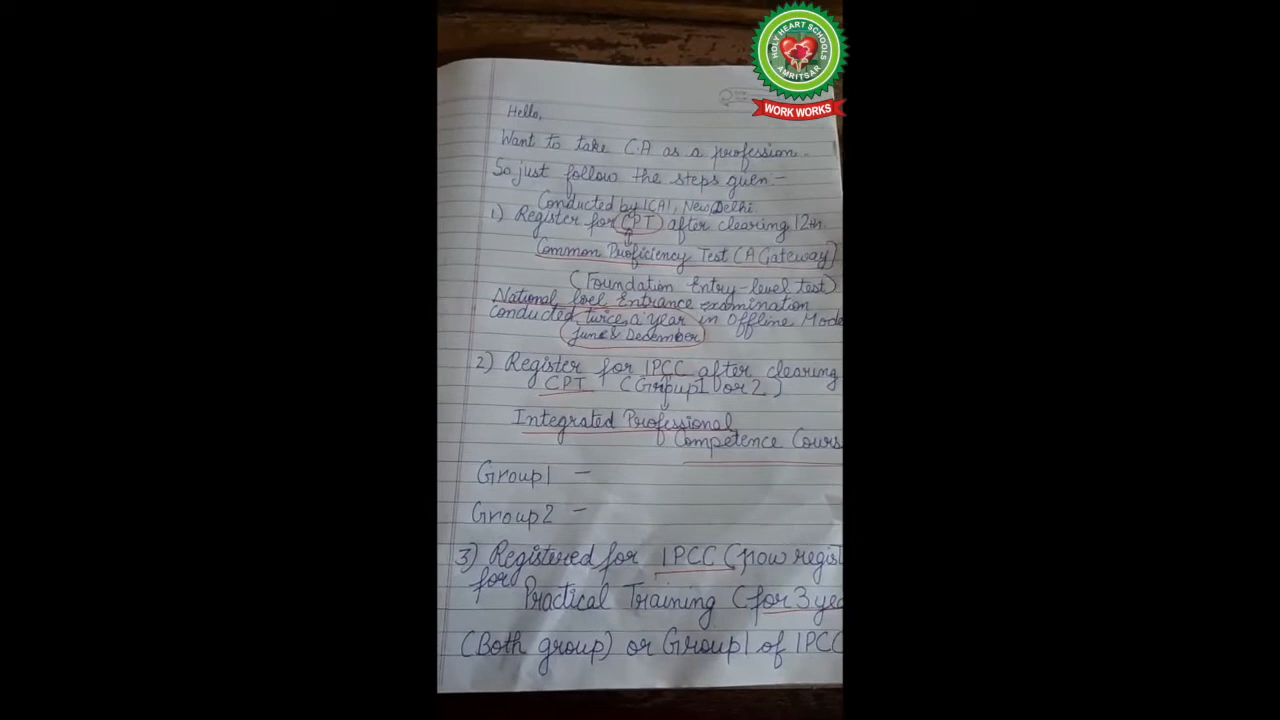 HOLY HEART SCHOOLS
AMRITSAR
WORK WORKS
Hello,
Want to take C.A as a profession.
So just follow the steps guen:-
Conducted by ICAI, New Delhi.
1) Register for CPT after clearing 12th
Common Proficiency Test (A Gateway)
(Foundation Entry-level test)
National lovel Entrance examination
conducted twice a year in Offline Mode
June & December
2) Register for IPCC after clearing
CPT (Group1 or 2)
Integrated Professional
Competence Cours
Group1 -
Group2 -
3) Registered for IPCC (now regist
for
Practical Training (for 3 yea
(Both group) or Group1 of IPCC